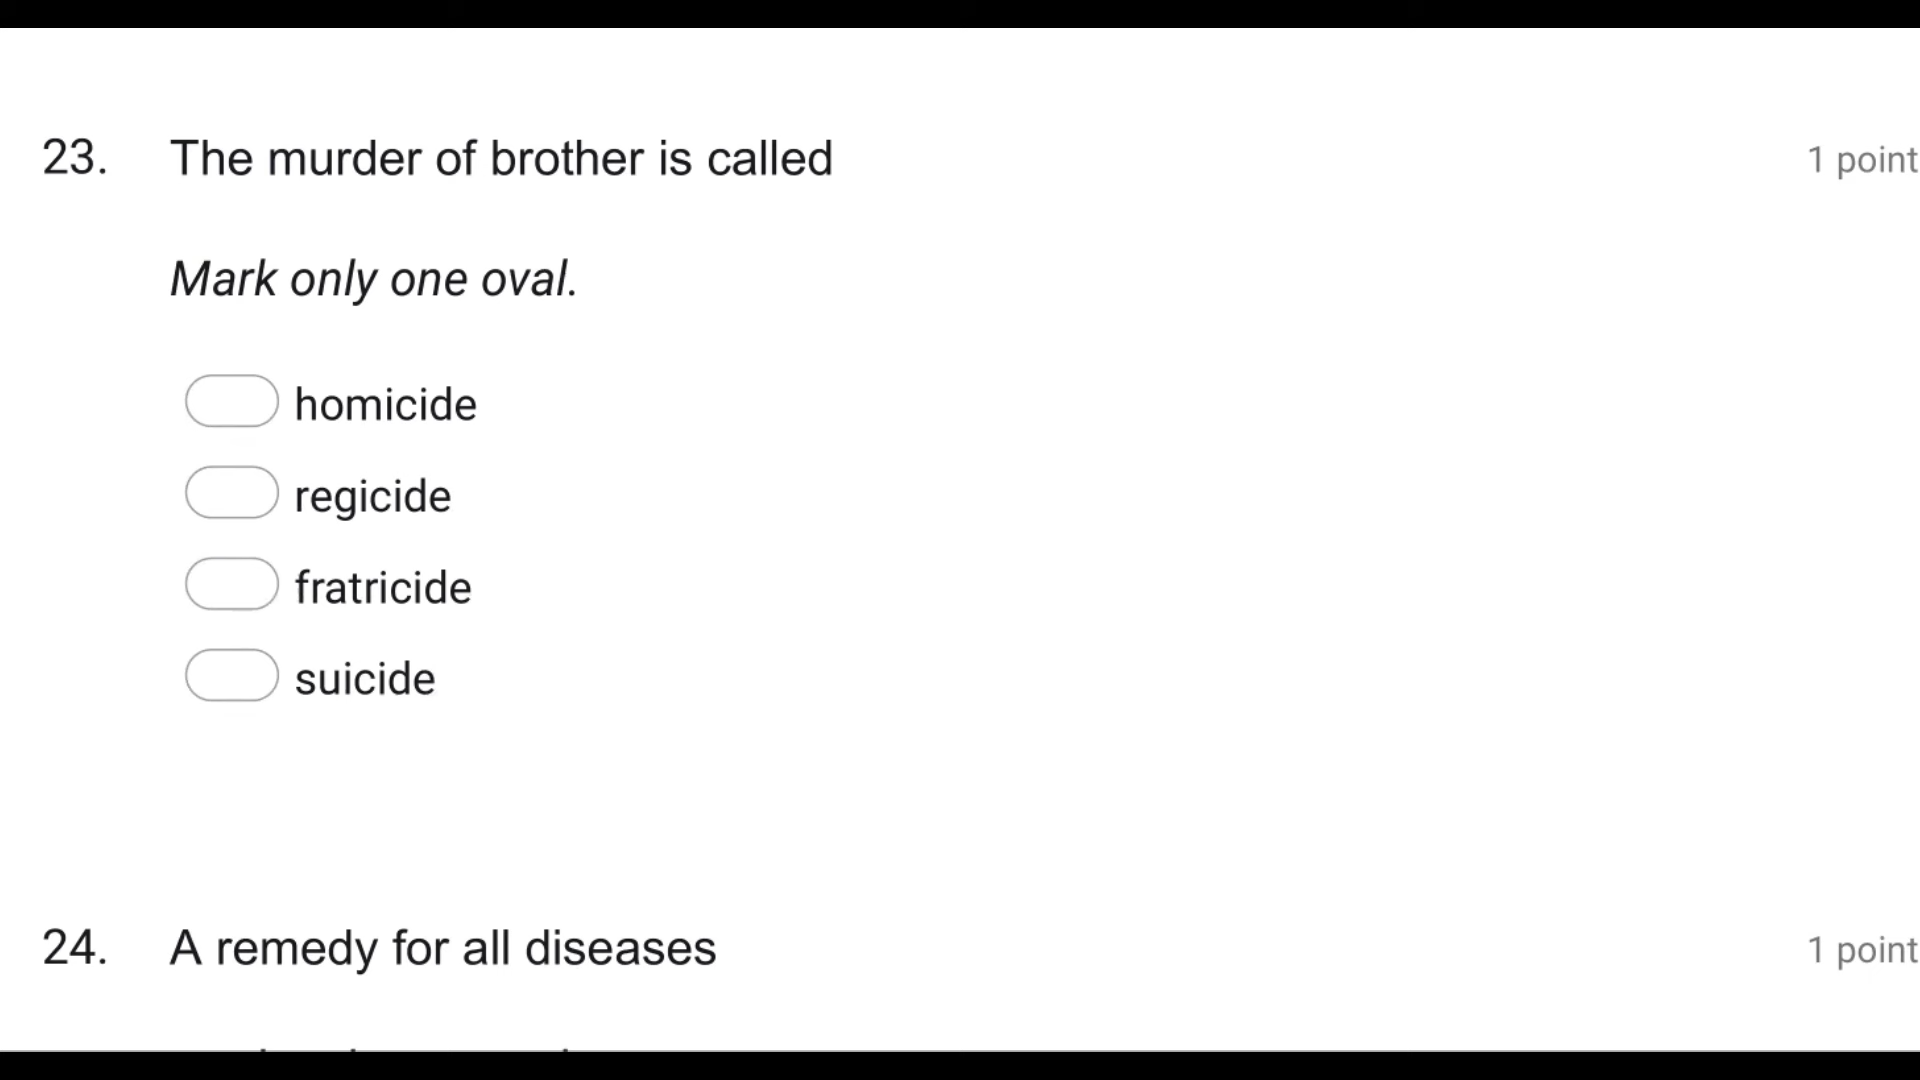 23. The murder of brother is called 1 point
Mark only one oval.
homicide
regicide
fratricide
suicide
24. A remedy for all diseases 1 point